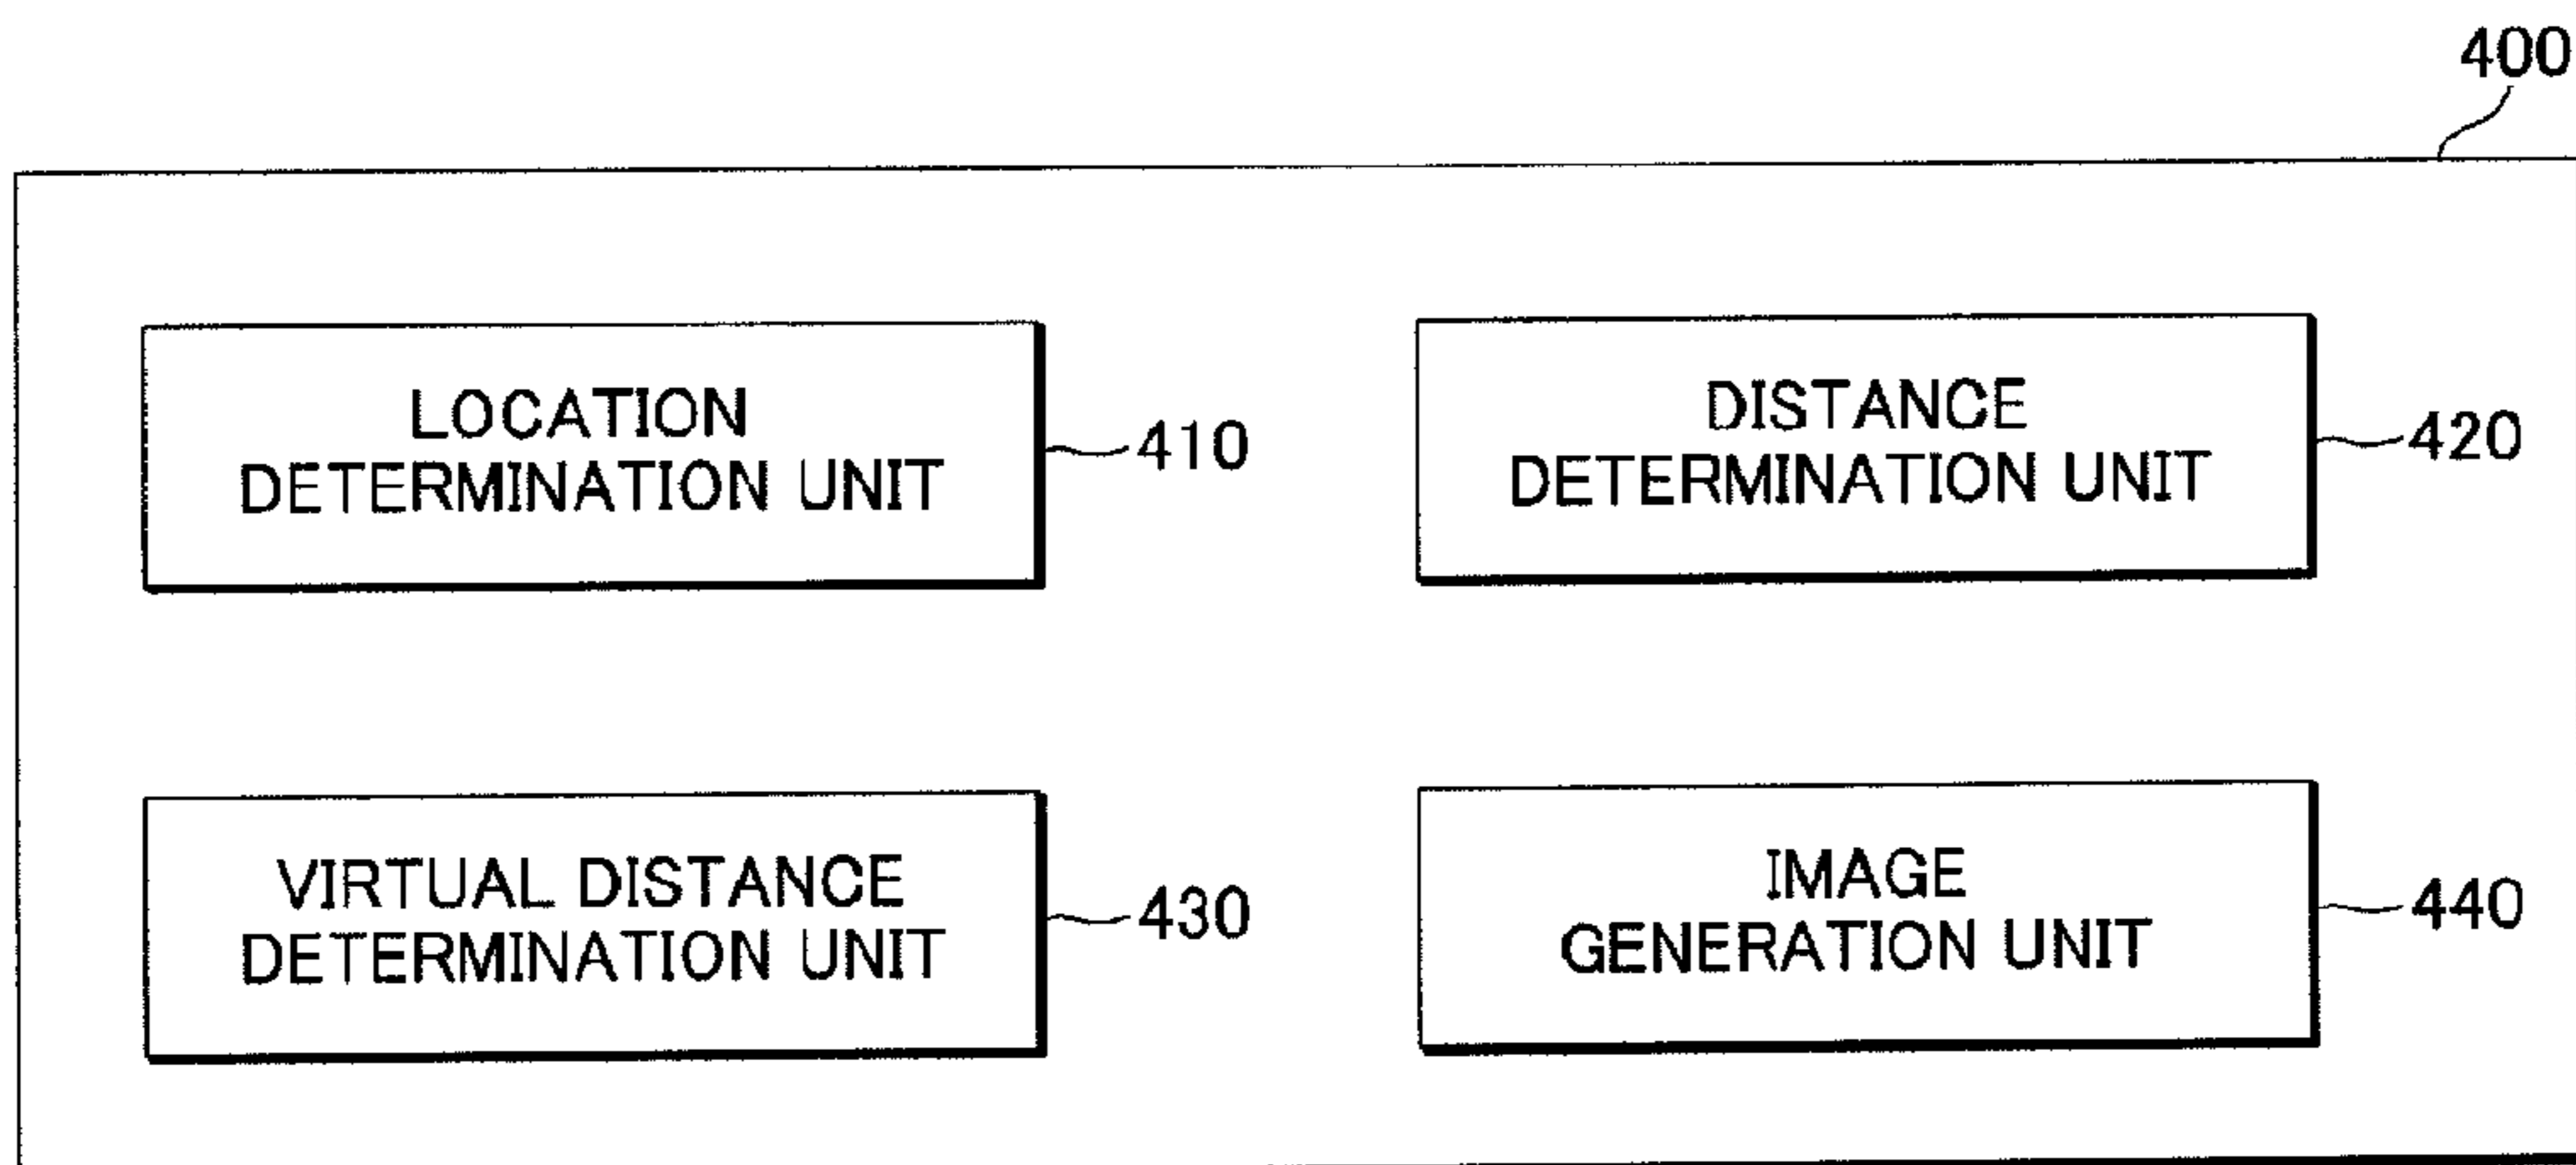 400
LOCATION
DETERMINATION UNIT
410
DISTANCE
DETERMINATION UNIT
420
VIRTUAL DISTANCE
DETERMINATION UNIT
430
IMAGE
GENERATION UNIT
440